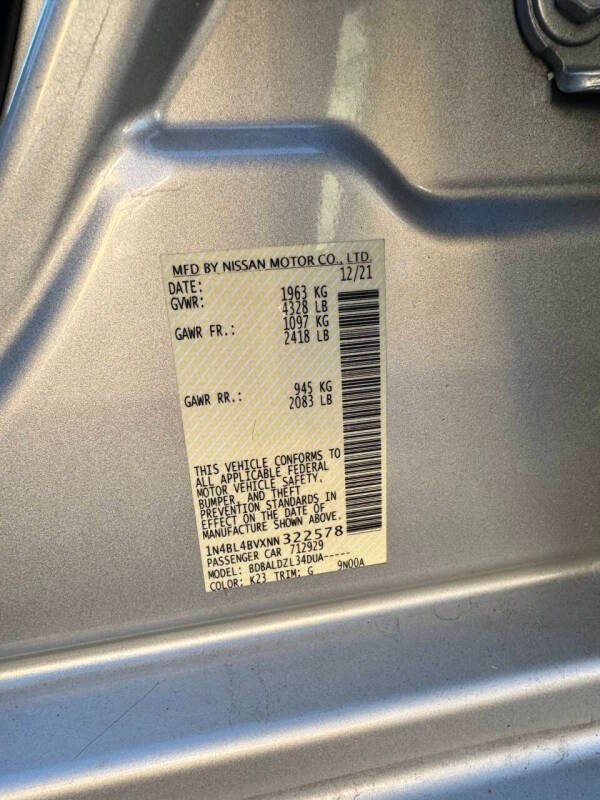 MFD BY NISSAN MOTOR CO., LTD.
DATE: 12/21
GVWR: 1963 KG
4328 LB
GAWR FR.: 1097 KG
2418 LB
GAWR RR.: 945 KG
2083 LB
THIS VEHICLE CONFORMS TO
ALL APPLICABLE FEDERAL
MOTOR VEHICLE SAFETY,
BUMPER, AND THEFT
PREVENTION STANDARDS IN
EFFECT ON THE DATE OF
MANUFACTURE SHOWN ABOVE.
1N4BL4BVXNN322578
PASSENGER CAR 712929
MODEL: BDBALDZL34DUA-----
COLOR: K23 TRIM: G 9N00A